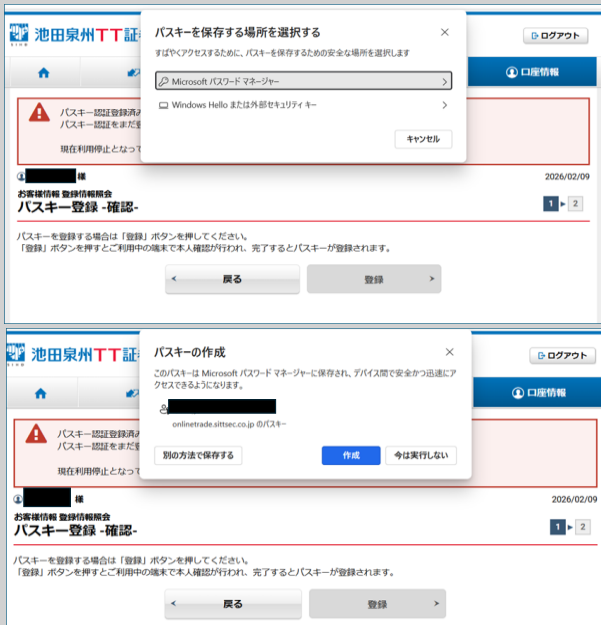 池田泉州TT証
SINB
パスキーを保存する場所を選択する
すばやくアクセスするために、パスキーを保存するための安全な場所を選択します
Microsoft パスワード マネージャー
Windows Hello または外部セキュリティ キー
キャンセル
ログアウト
口座情報
パスキー認証登録済み
パスキー認証をまだ登
現在利用停止となって
様
2026/02/09
お客様情報 登録情報照会
パスキー登録 -確認-
1 2
パスキーを登録する場合は「登録」ボタンを押してください。
「登録」ボタンを押すとご利用中の端末で本人確認が行われ、完了するとパスキーが登録されます。
戻る
登録
池田泉州TT証
パスキーの作成
このパスキーは Microsoft パスワード マネージャーに保存され、デバイス間で安全かつ迅速にア
クセスできるようになります。
onlinetrade.sittsec.co.jp のパスキー
別の方法で保存する
作成
今は実行しない
ログアウト
口座情報
パスキー認証登録済み
パスキー認証をまだ登
現在利用停止となって
様
2026/02/09
お客様情報 登録情報照会
パスキー登録 -確認-
1 2
パスキーを登録する場合は「登録」ボタンを押してください。
「登録」ボタンを押すとご利用中の端末で本人確認が行われ、完了するとパスキーが登録されます。
戻る
登録